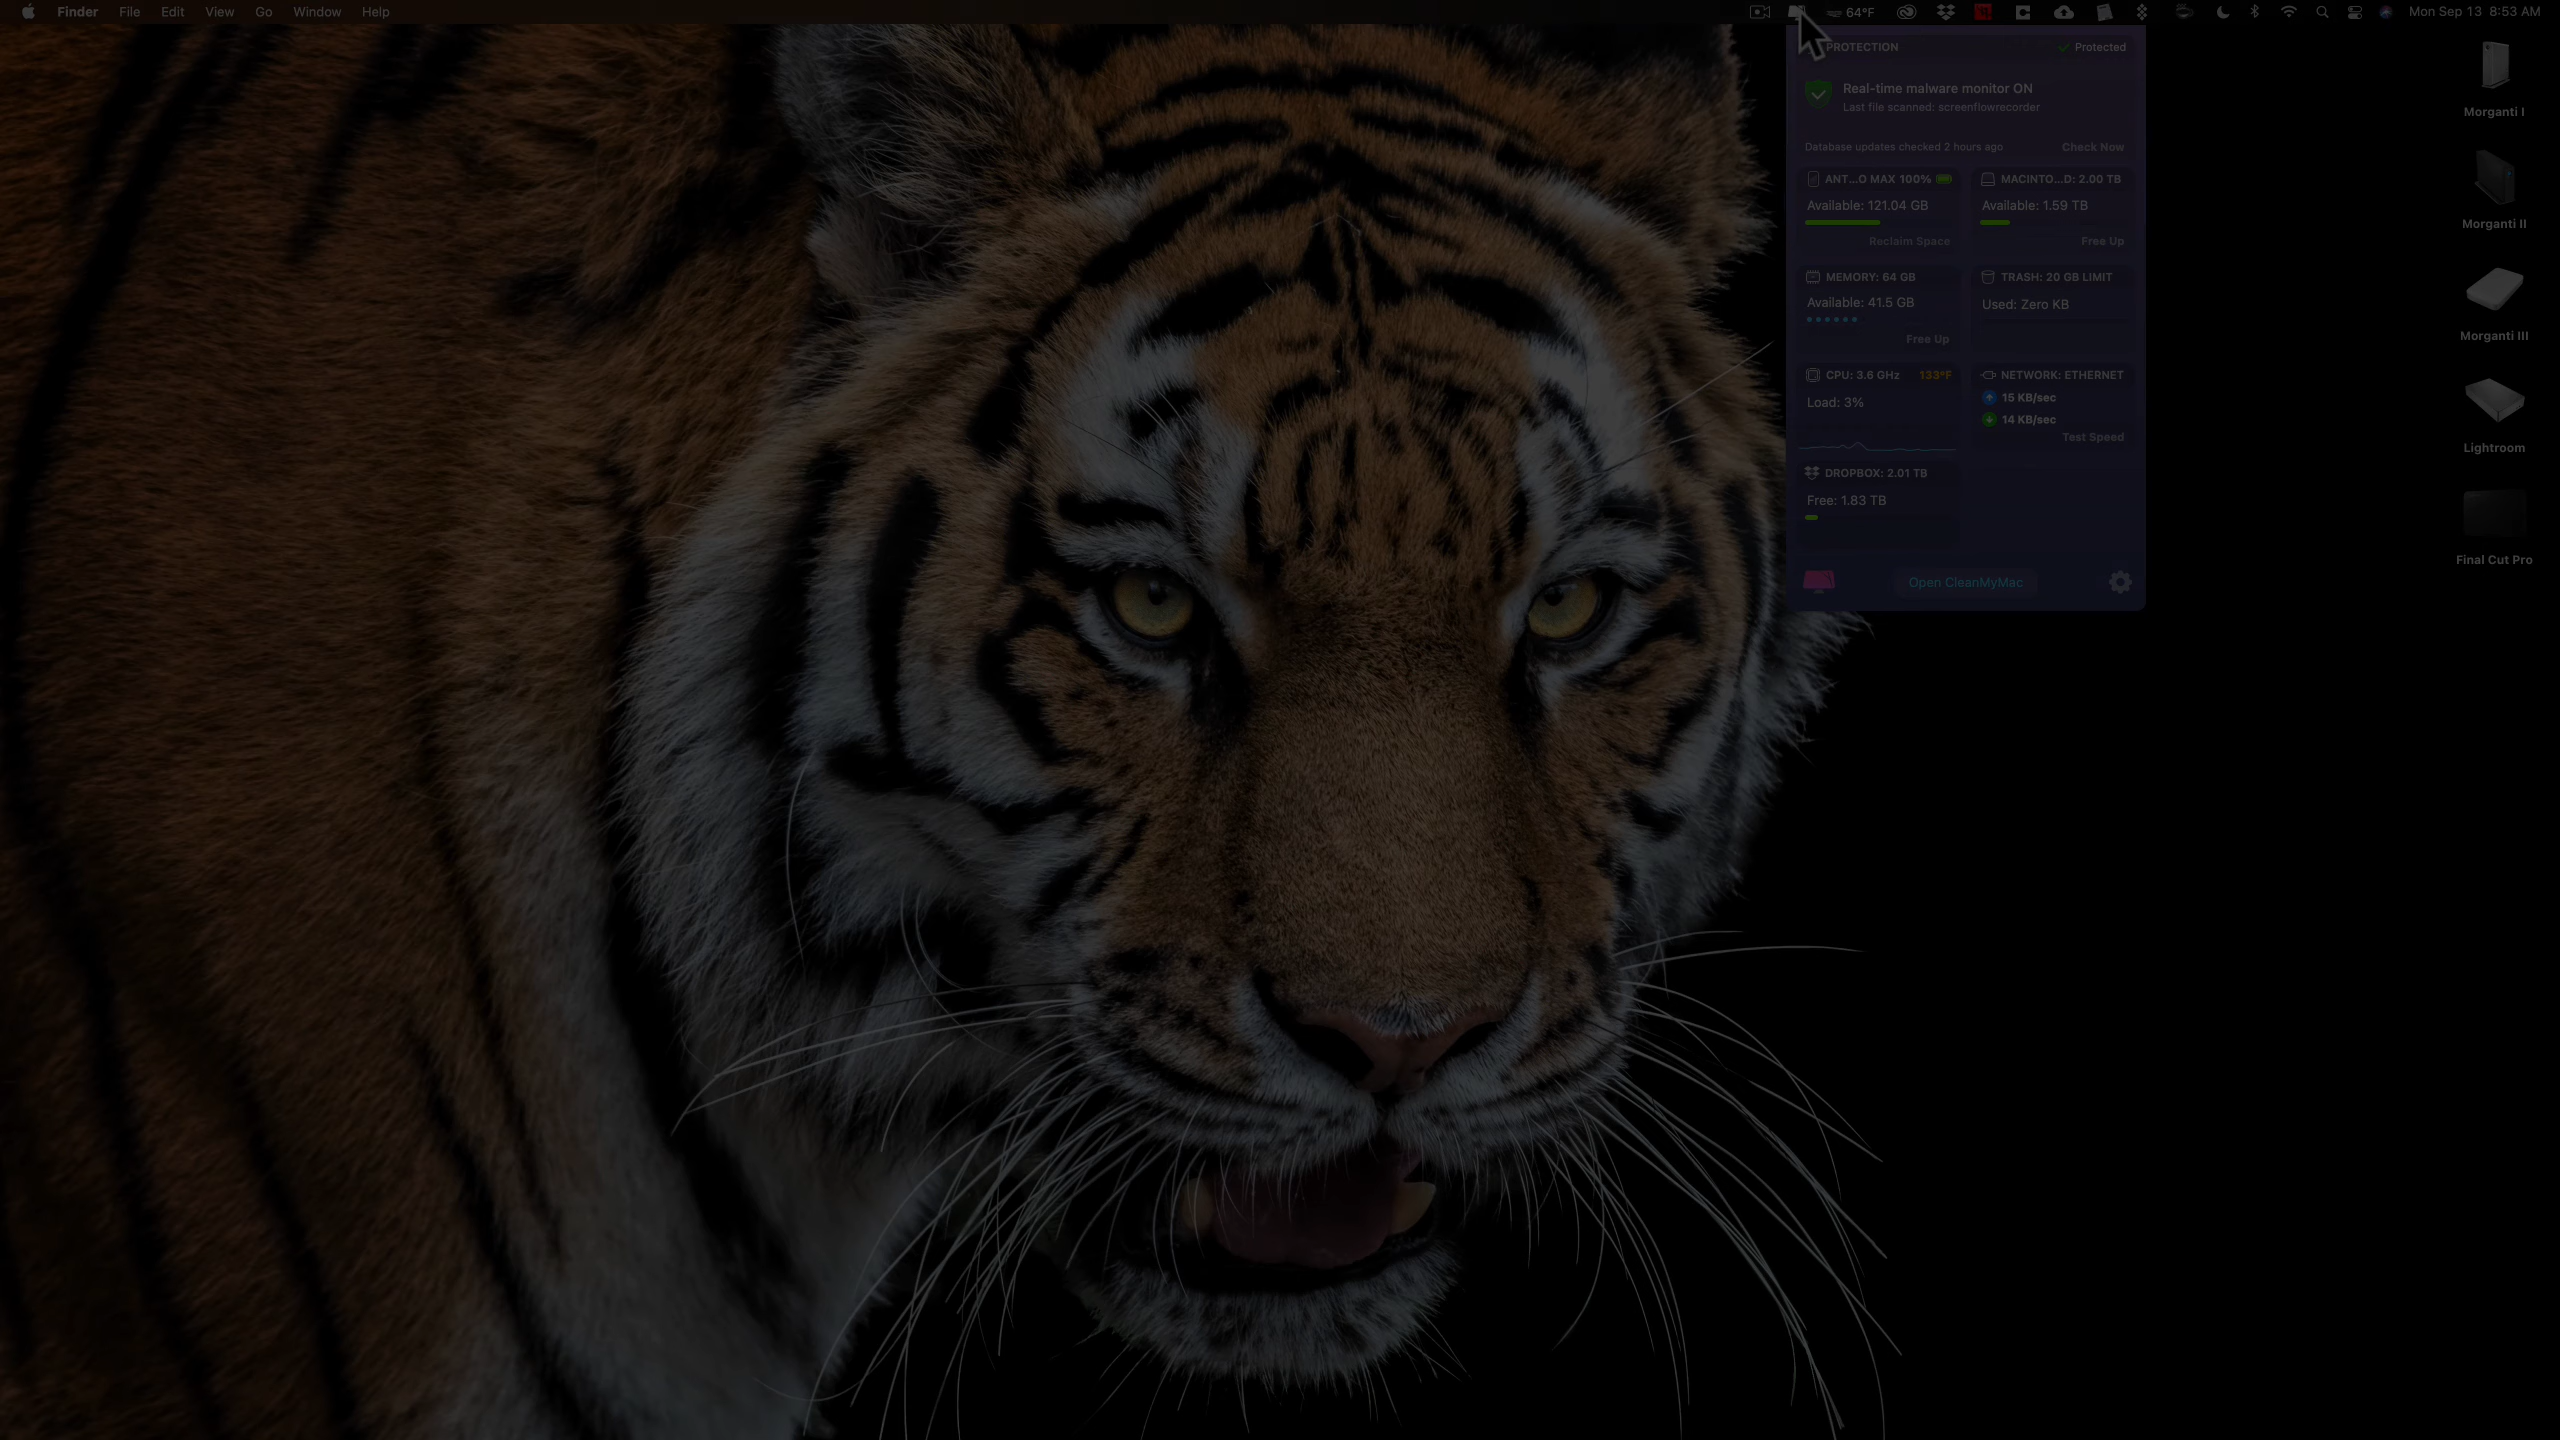 Finder File Edit View Go Window Help
64°F
Mon Sep 13 8:53 AM
PROTECTION
Protected
Real-time malware monitor ON
Last file scanned: screenflowrecorder
Database updates checked 2 hours ago
Check Now
ANT...O MAX 100%
Available: 121.04 GB
Reclaim Space
MACINTO...D: 2.00 TB
Available: 1.59 TB
Free Up
MEMORY: 64 GB
Available: 41.5 GB
Free Up
TRASH: 20 GB LIMIT
Used: Zero KB
CPU: 3.6 GHz 133°F
Load: 3%
NETWORK: ETHERNET
15 KB/sec
14 KB/sec
Test Speed
DROPBOX: 2.01 TB
Free: 1.83 TB
Open CleanMyMac
Morganti I
Morganti II
Morganti III
Lightroom
Final Cut Pro